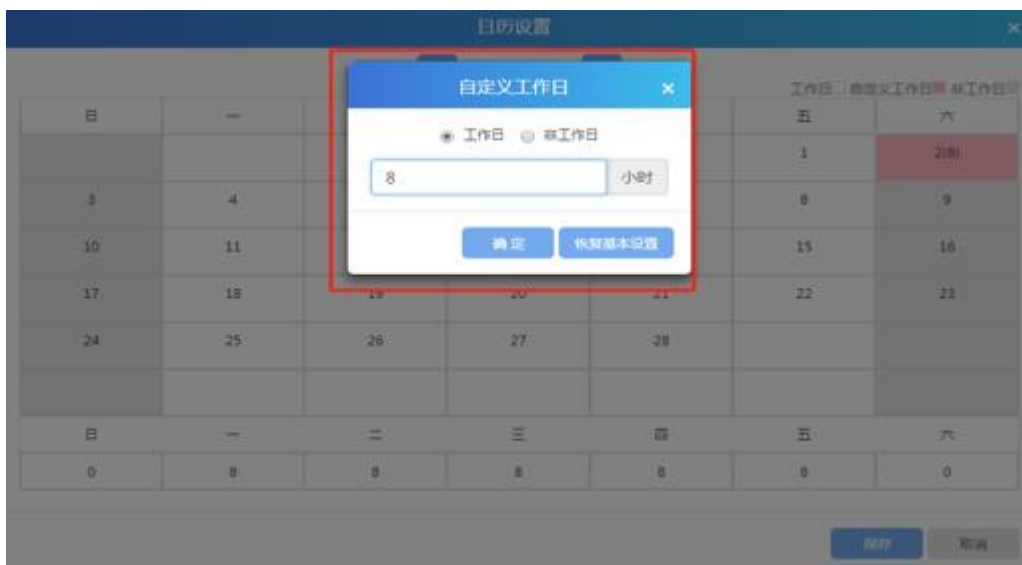 日历设置 ×
自定义工作日 ×
工作日 自定义工作日 非工作日
日 一 五 六
工作日 非工作日
1 2(8)
8 小时
3 4 8 9
确定 恢复基本设置
10 11 15 16
17 18 19 20 21 22 23
24 25 26 27 28
日 一 二 三 四 五 六
0 8 8 8 8 8 0
保存 取消